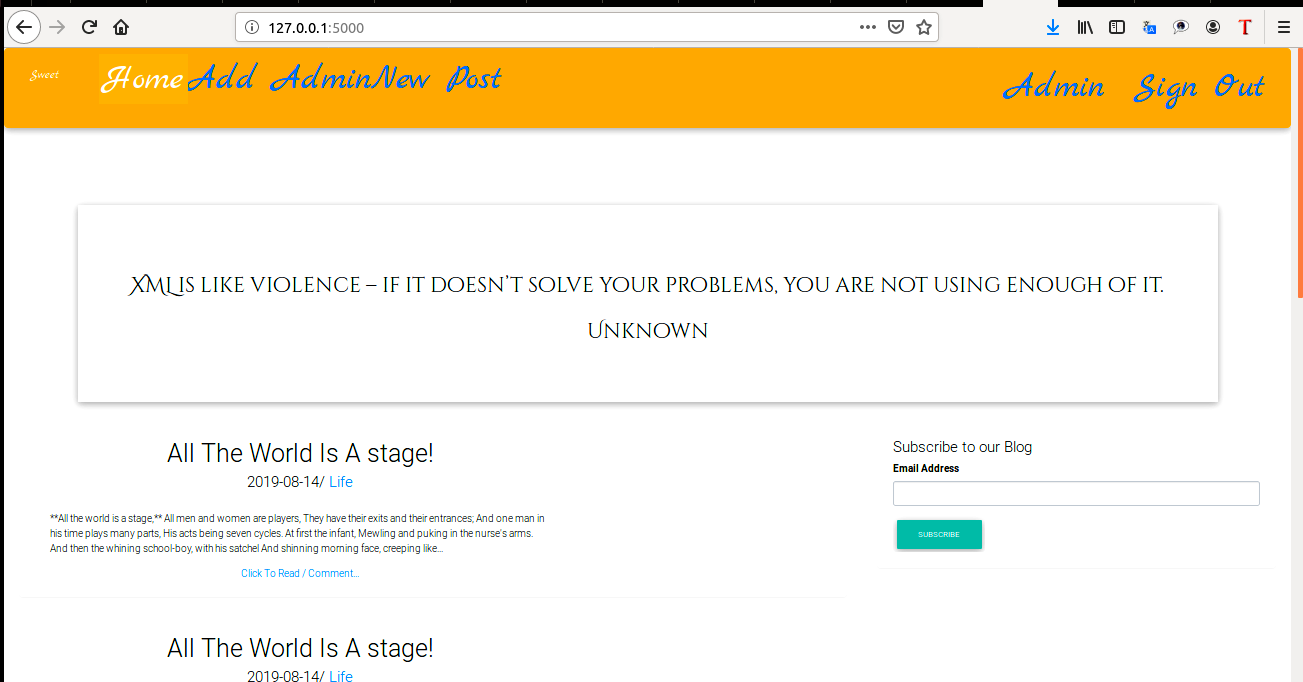 127.0.0.1:5000
Sweet Home Add Admin New Post Admin Sign Out
XML is like violence – if it doesn't solve your problems, you are not using enough of it.
Unknown
All The World Is A stage!
2019-08-14/ Life
**All the world is a stage,** All men and women are players, They have their exits and their entrances; And one man in
his time plays many parts, His acts being seven cycles. At first the infant, Mewling and puking in the nurse's arms.
And then the whining school-boy, with his satchel And shinning morning face, creeping like...
Click To Read / Comment...
Subscribe to our Blog
Email Address
SUBSCRIBE
All The World Is A stage!
2019-08-14/ Life